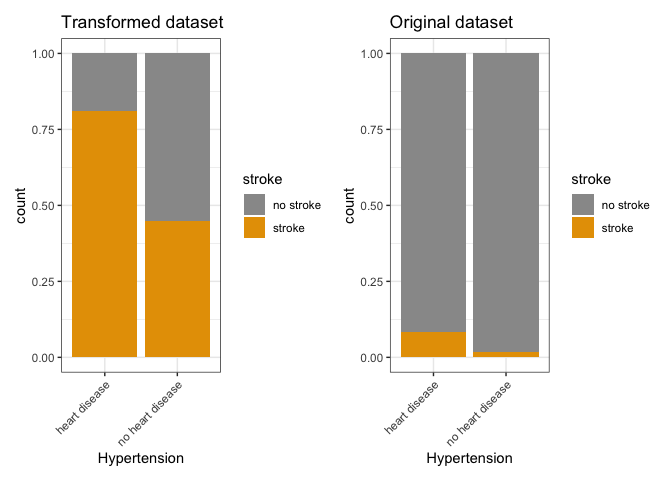 Transformed dataset
1.00
0.75
0.50
0.25
0.00
count
heart disease
no heart disease
Hypertension
stroke
no stroke
stroke
Original dataset
1.00
0.75
0.50
0.25
0.00
count
heart disease
no heart disease
Hypertension
stroke
no stroke
stroke